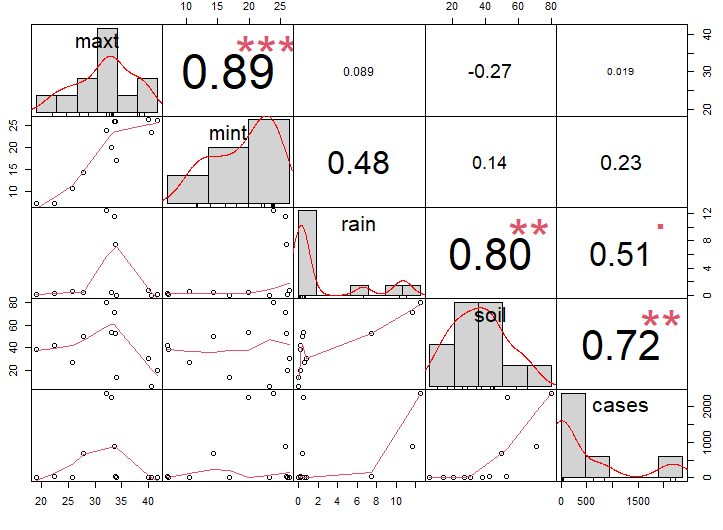 10 15 20 25 20 40 60 80
maxt 0.89 *** 0.089 -0.27 0.019 20 30 40
10 15 20 25 mint 0.48 0.14 0.23
rain 0.80 ** 0.51 . 0 4 8 12
20 40 60 80 soil 0.72 **
cases 0 1000 2000
20 25 30 35 40 0 2 4 6 8 10 0 500 1500